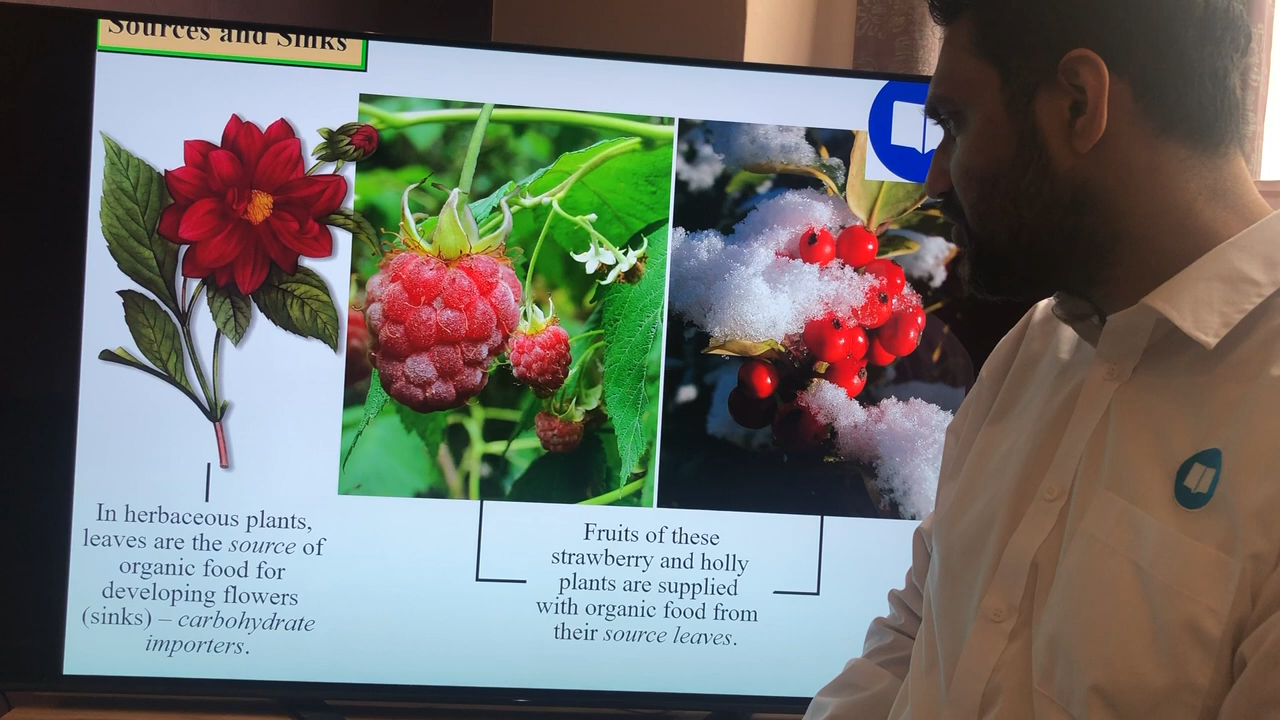 Sources and Sinks
In herbaceous plants,
leaves are the source of
organic food for
developing flowers
(sinks) – carbohydrate
importers.
Fruits of these
strawberry and holly
plants are supplied
with organic food from
their source leaves.